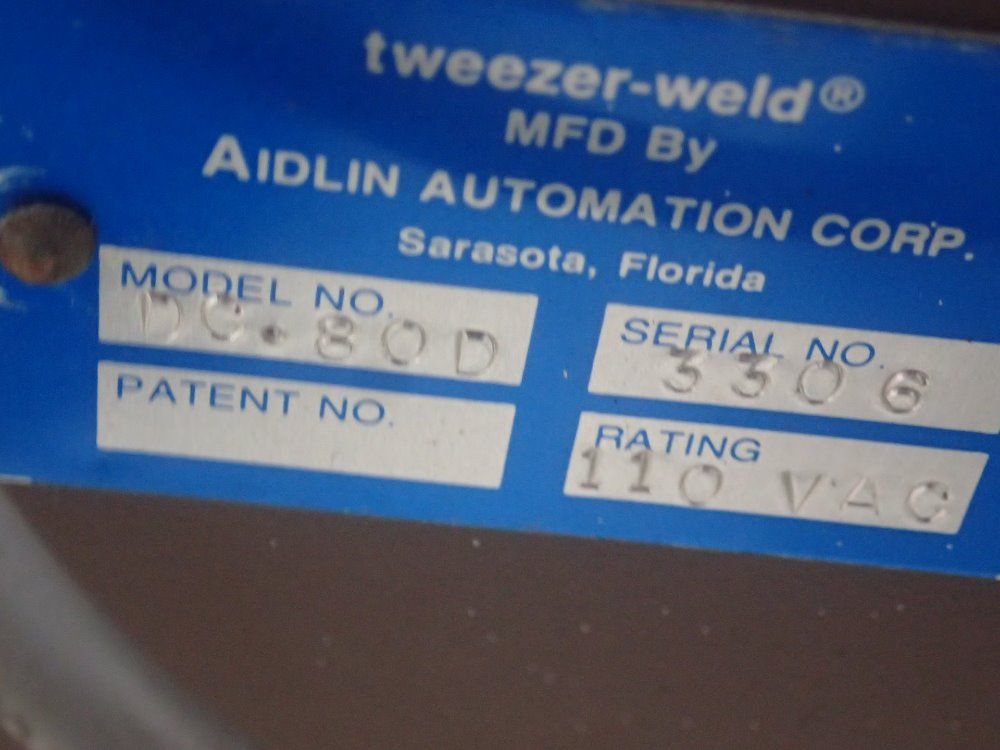 tweezer-weld®
MFD By
AIDLIN AUTOMATION CORP.
Sarasota, Florida
MODEL NO.
DC.80D
SERIAL NO.
3306
PATENT NO.
RATING
110 VAC